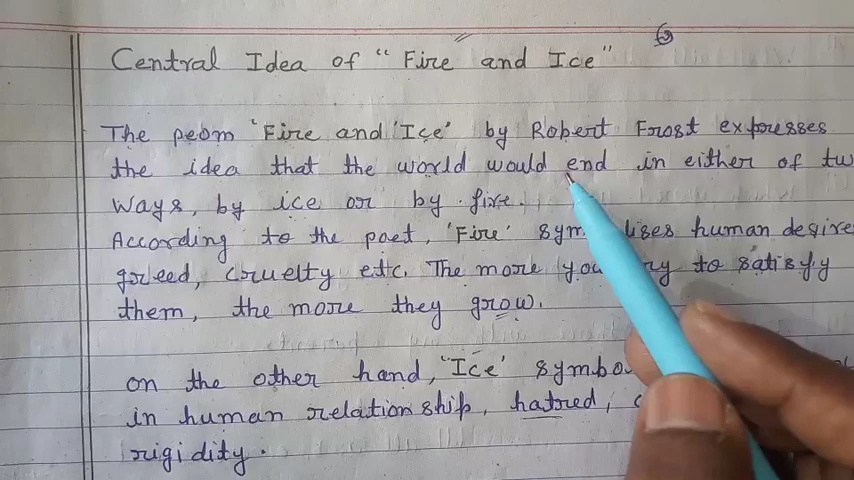 Central Idea of "Fire and Ice"
The peom 'Fire and 'Ice' by Robert Frost expresses
the idea that the world would end in either of tw
ways, by ice or by fire.
According to the poet, 'Fire' sym lises human desire
greed, cruelty etc. The more you ry to satisfy
them, the more they grow.
on the other hand, 'Ice' symbo
in human relationship, hatred,
rigidity.